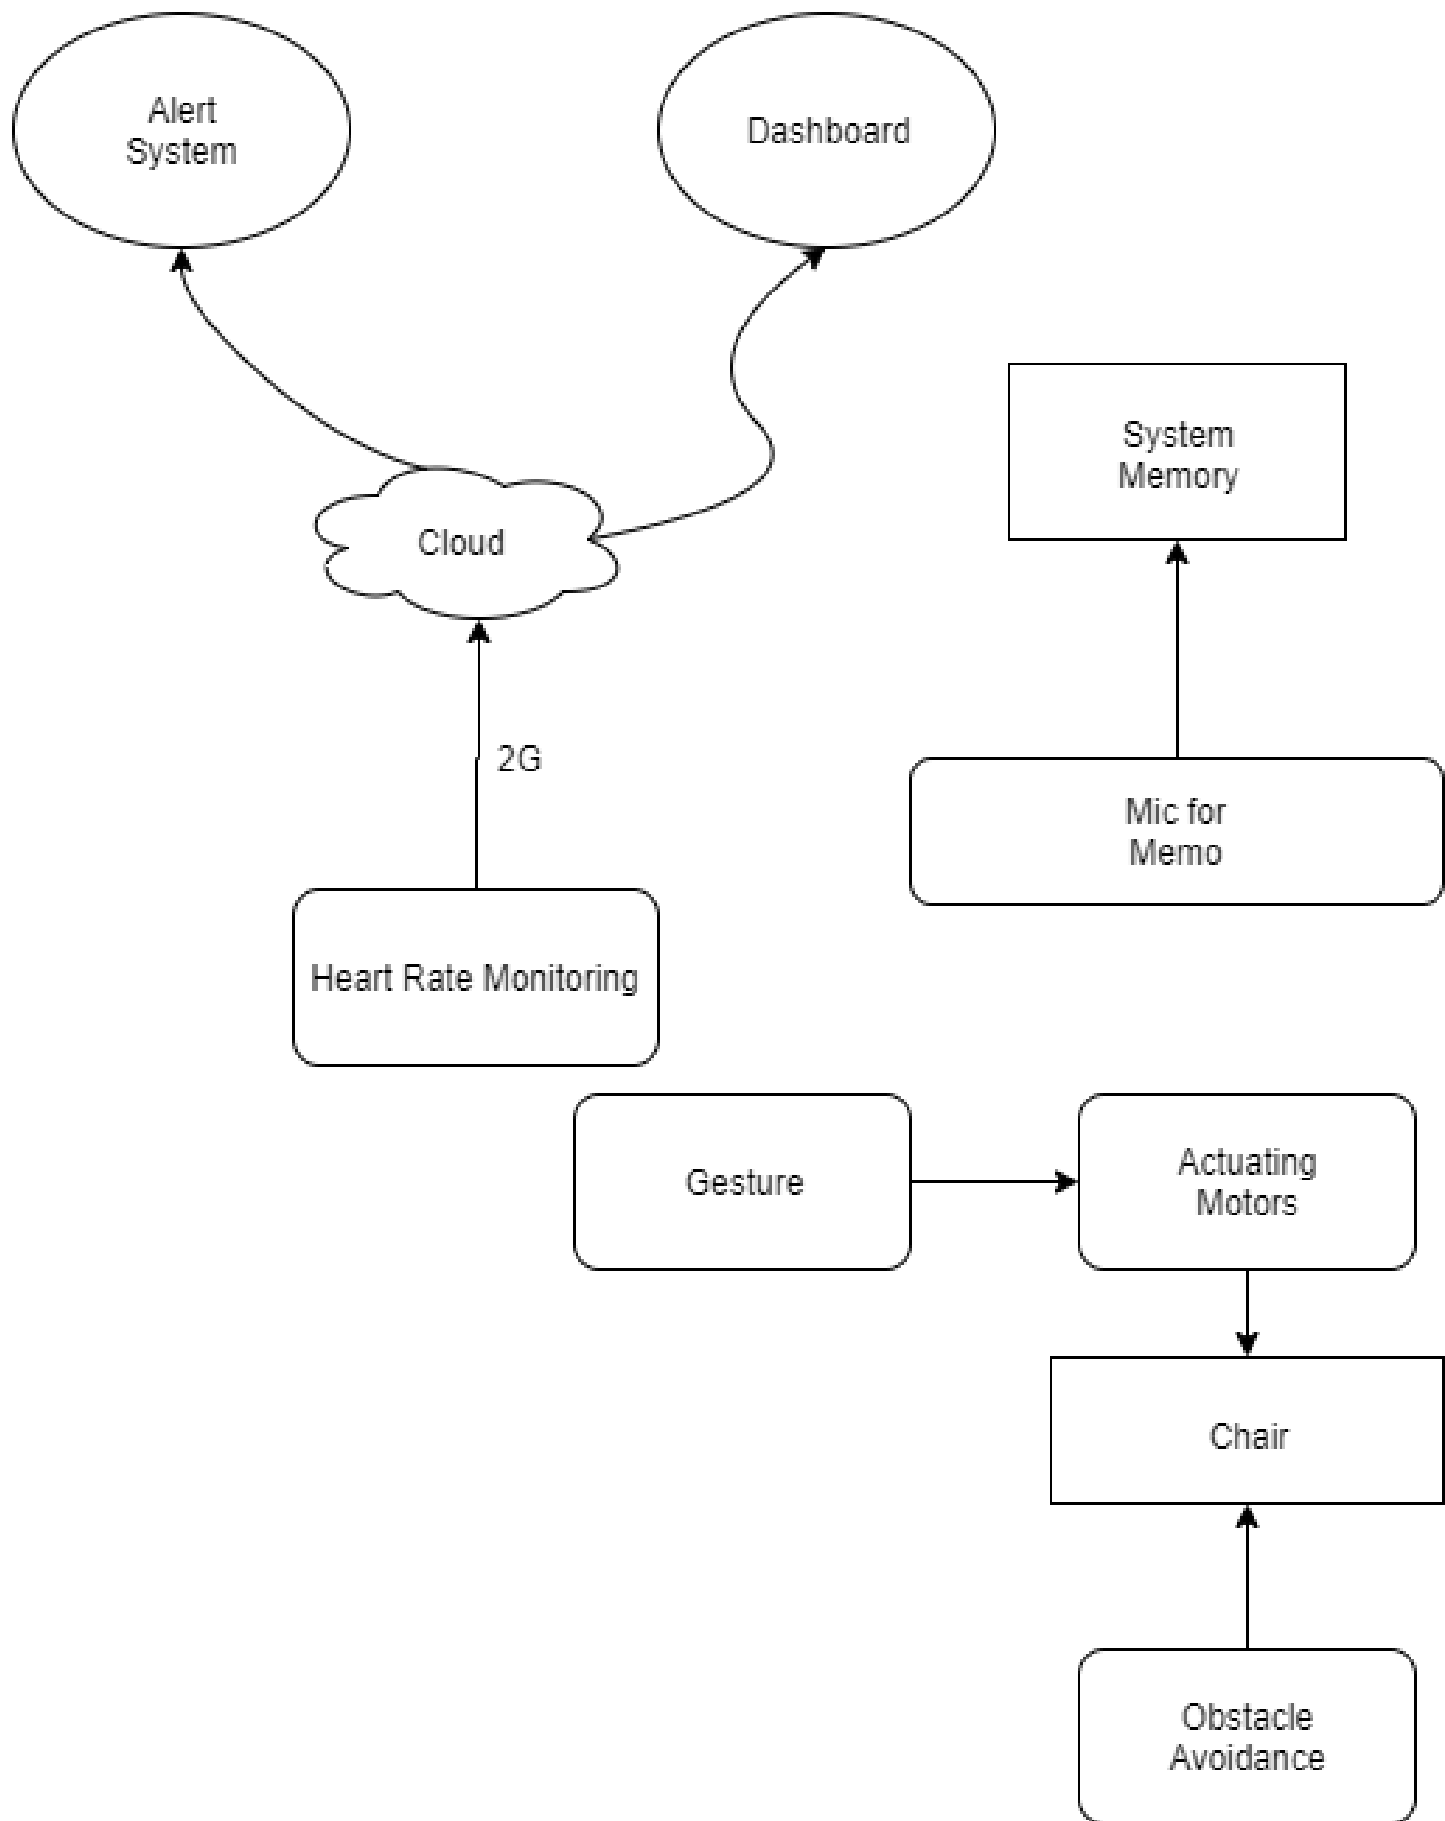 Alert
System
Dashboard
System
Memory
Cloud
2G
Mic for
Memo
Heart Rate Monitoring
Gesture
Actuating
Motors
Chair
Obstacle
Avoidance